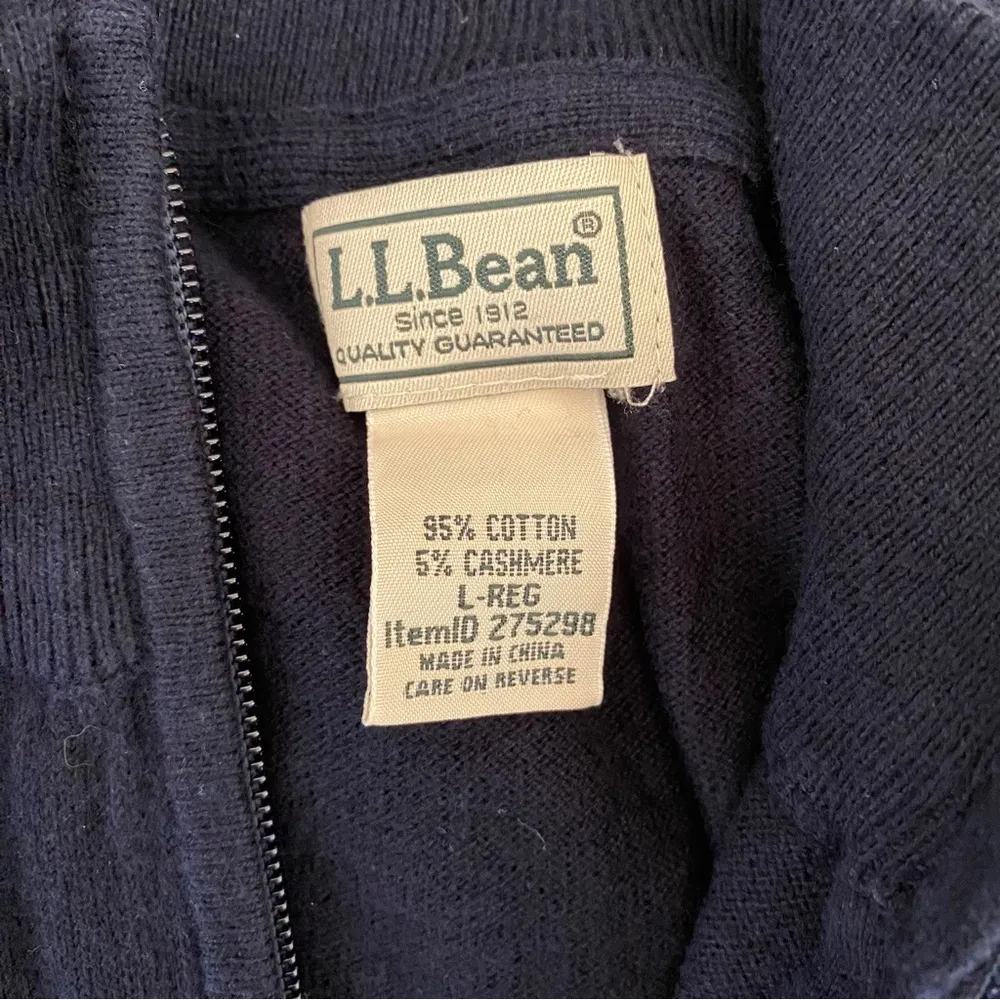 L.L.Bean®
Since 1912
QUALITY GUARANTEED
95% COTTON
5% CASHMERE
L-REG
ItemID 275298
MADE IN CHINA
CARE ON REVERSE